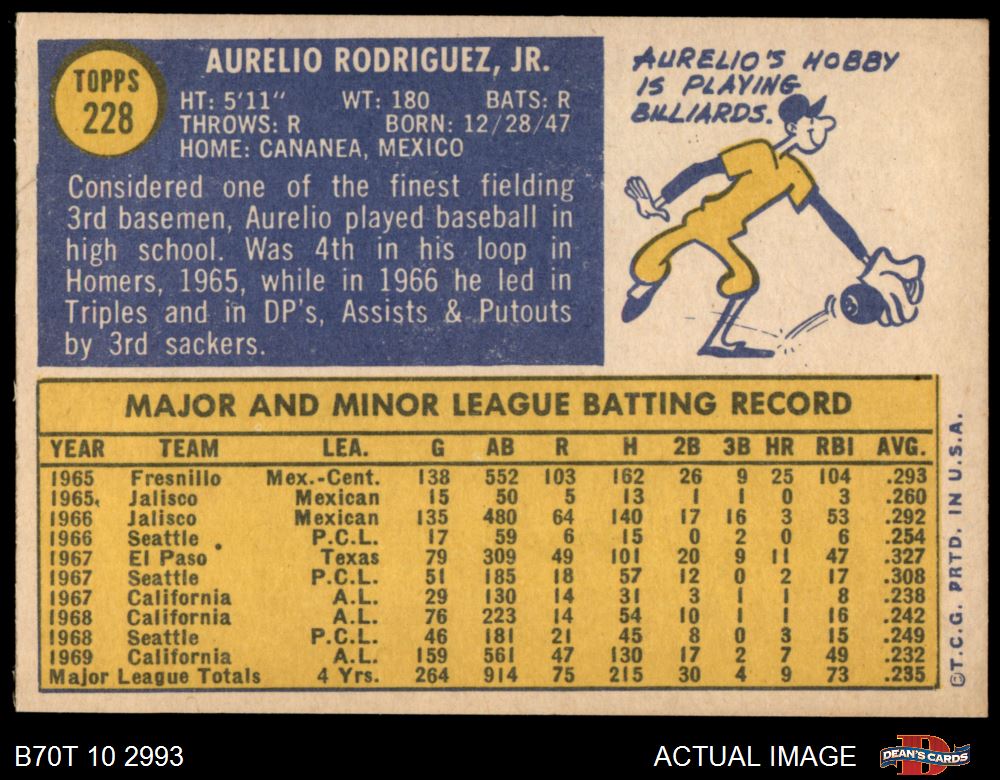 TOPPS
228
AURELIO RODRIGUEZ, JR.
HT: 5'11" WT: 180 BATS: R
THROWS: R BORN: 12/28/47
HOME: CANANEA, MEXICO
Considered one of the finest fielding
3rd basemen, Aurelio played baseball in
high school. Was 4th in his loop in
Homers, 1965, while in 1966 he led in
Triples and in DP's, Assists & Putouts
by 3rd sackers.
AURELIO'S HOBBY
IS PLAYING
BILLIARDS.
MAJOR AND MINOR LEAGUE BATTING RECORD
YEAR TEAM LEA. G AB R H 2B 3B HR RBI AVG.
1965 Fresnillo Mex.-Cent. 138 552 103 162 26 9 25 104 .293
1965 Jalisco Mexican 15 50 5 13 1 1 0 3 .260
1966 Jalisco Mexican 135 480 64 140 17 16 3 53 .292
1966 Seattle P.C.L. 17 59 6 15 0 2 0 6 .254
1967 El Paso Texas 79 309 49 101 20 9 11 47 .327
1967 Seattle P.C.L. 51 185 18 57 12 0 2 17 .308
1967 California A.L. 29 130 14 31 3 1 1 8 .238
1968 California A.L. 76 223 14 54 10 1 1 16 .242
1968 Seattle P.C.L. 46 181 21 45 8 0 3 15 .249
1969 California A.L. 159 561 47 130 17 2 7 49 .232
Major League Totals 4 Yrs. 264 914 75 215 30 4 9 73 .235
©T.C.G. PRTD. IN U.S.A.
B70T 10 2993
ACTUAL IMAGE
DEAN'S CARDS